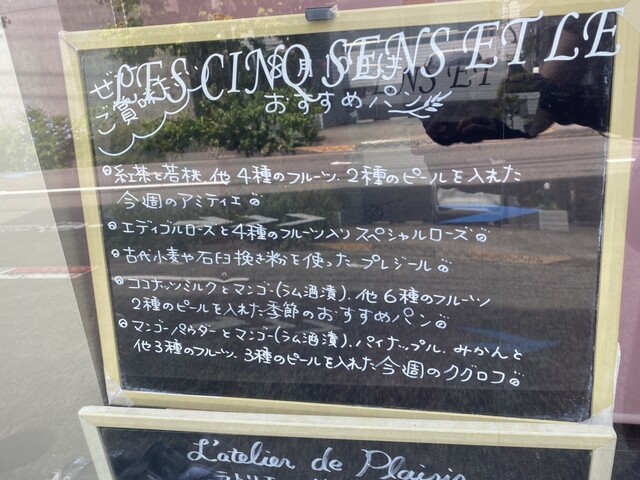 LES CINQ SENS ET LE
ぜひ
ご賞味を
おすすめパン
紅茶と苔桃、他4種のフルーツ、2種のピールを入れた
今週のアミティエ
エディブルローズと4種のフルーツ入り スペシャルローズ
古代小麦や石臼挽き粉を使った プレジール
ココナッツミルクとマンゴー(ラム酒漬)、他6種のフルーツ
2種のピールを入れた季節のおすすめパン
マンゴーパウダーとマンゴー(ラム酒漬)、パイナップル、みかんと
他3種のフルーツ、3種のピールを入れた今週のクグロフ
L'atelier de Plaisir